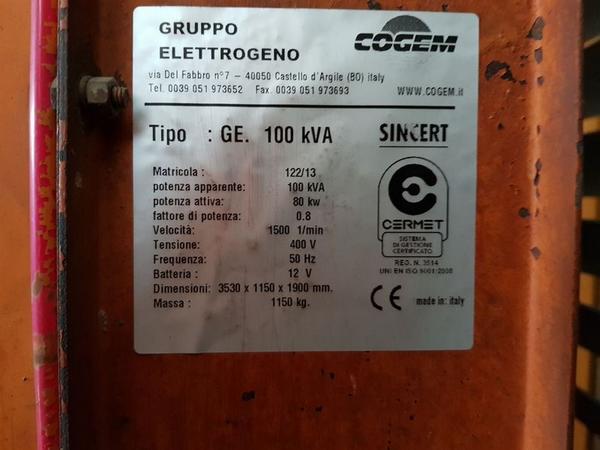 GRUPPO
ELETTROGENO
COGEM
via Del Fabbro n°7 – 40050 Castello d'Argile (BO) italy
Tel. 0039 051 973652 Fax. 0039 051 973693 WWW.COGEM.it
Tipo : GE. 100 kVA
SINCERT
Matricola : 122/13
potenza apparente: 100 kVA
potenza attiva: 80 kw
fattore di potenza: 0.8
Velocità: 1500 1/min
Tensione: 400 V
Frequenza: 50 Hz
Batteria : 12 V
Dimensioni: 3530 x 1150 x 1900 mm.
Massa : 1150 kg.
CERMET
SISTEMA
DI GESTIONE
CERTIFICATO
REG. N. 3514
UNI EN ISO 9001/2008
CE made in: italy